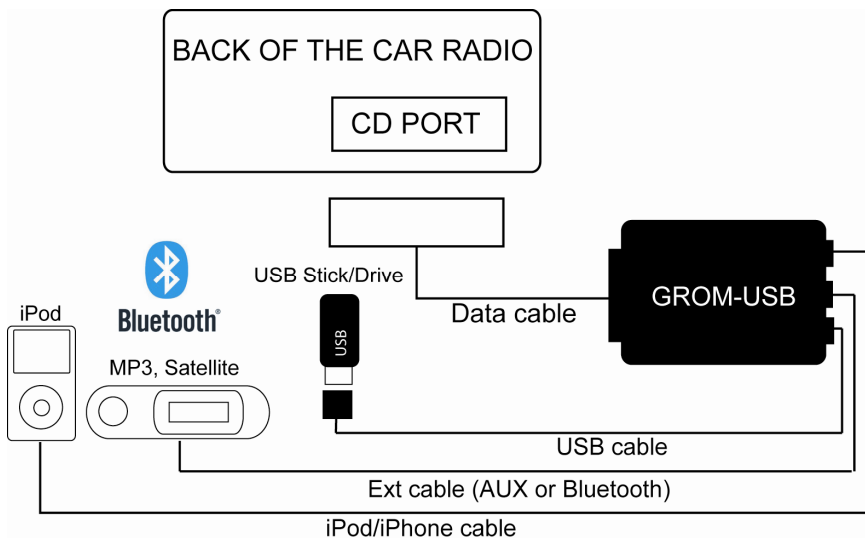 BACK OF THE CAR RADIO
CD PORT
USB Stick/Drive
Bluetooth®
iPod
MP3, Satellite
USB
Data cable
GROM-USB
USB cable
Ext cable (AUX or Bluetooth)
iPod/iPhone cable